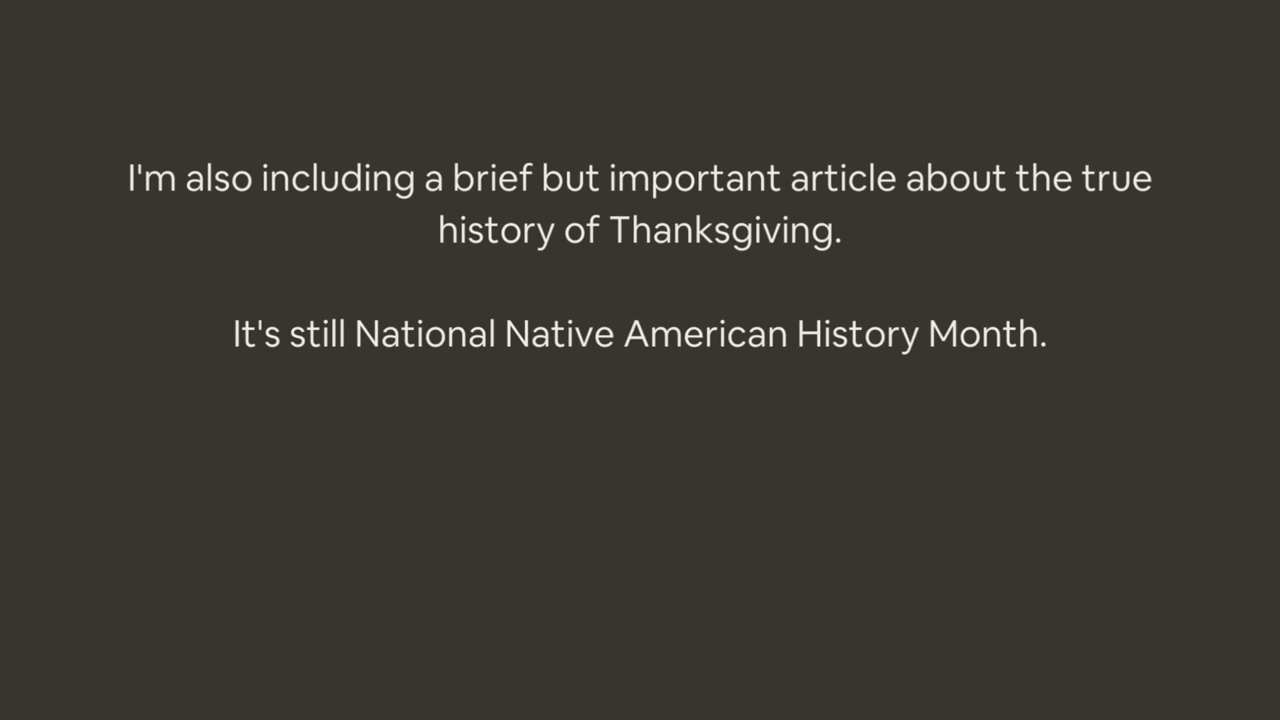 I'm also including a brief but important article about the true
history of Thanksgiving.
It's still National Native American History Month.